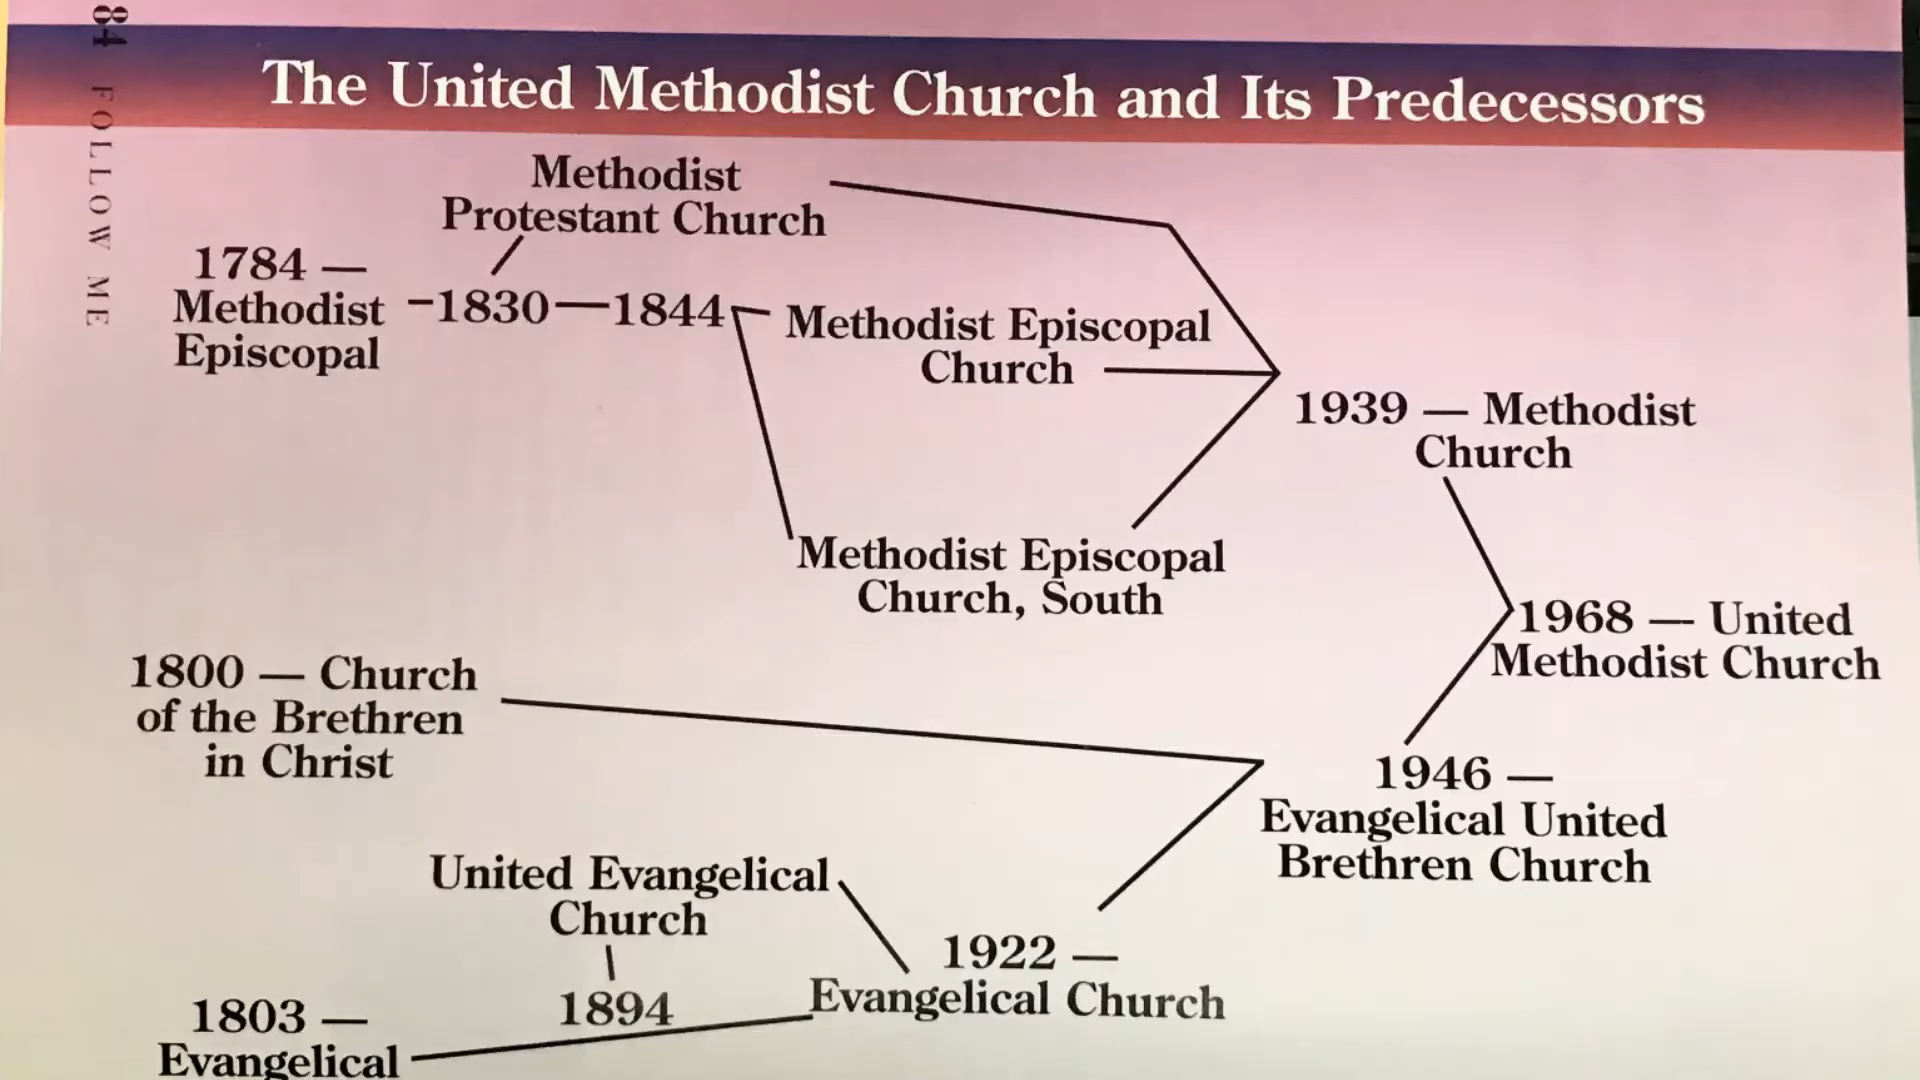 84 FOLLOW ME
The United Methodist Church and Its Predecessors
Methodist
Protestant Church
1784 —
Methodist
Episcopal
–1830—1844
Methodist Episcopal
Church
1939 — Methodist
Church
Methodist Episcopal
Church, South
1968 — United
Methodist Church
1800 — Church
of the Brethren
in Christ
1946 —
Evangelical United
Brethren Church
United Evangelical
Church
1894
1922 —
Evangelical Church
1803 —
Evangelical